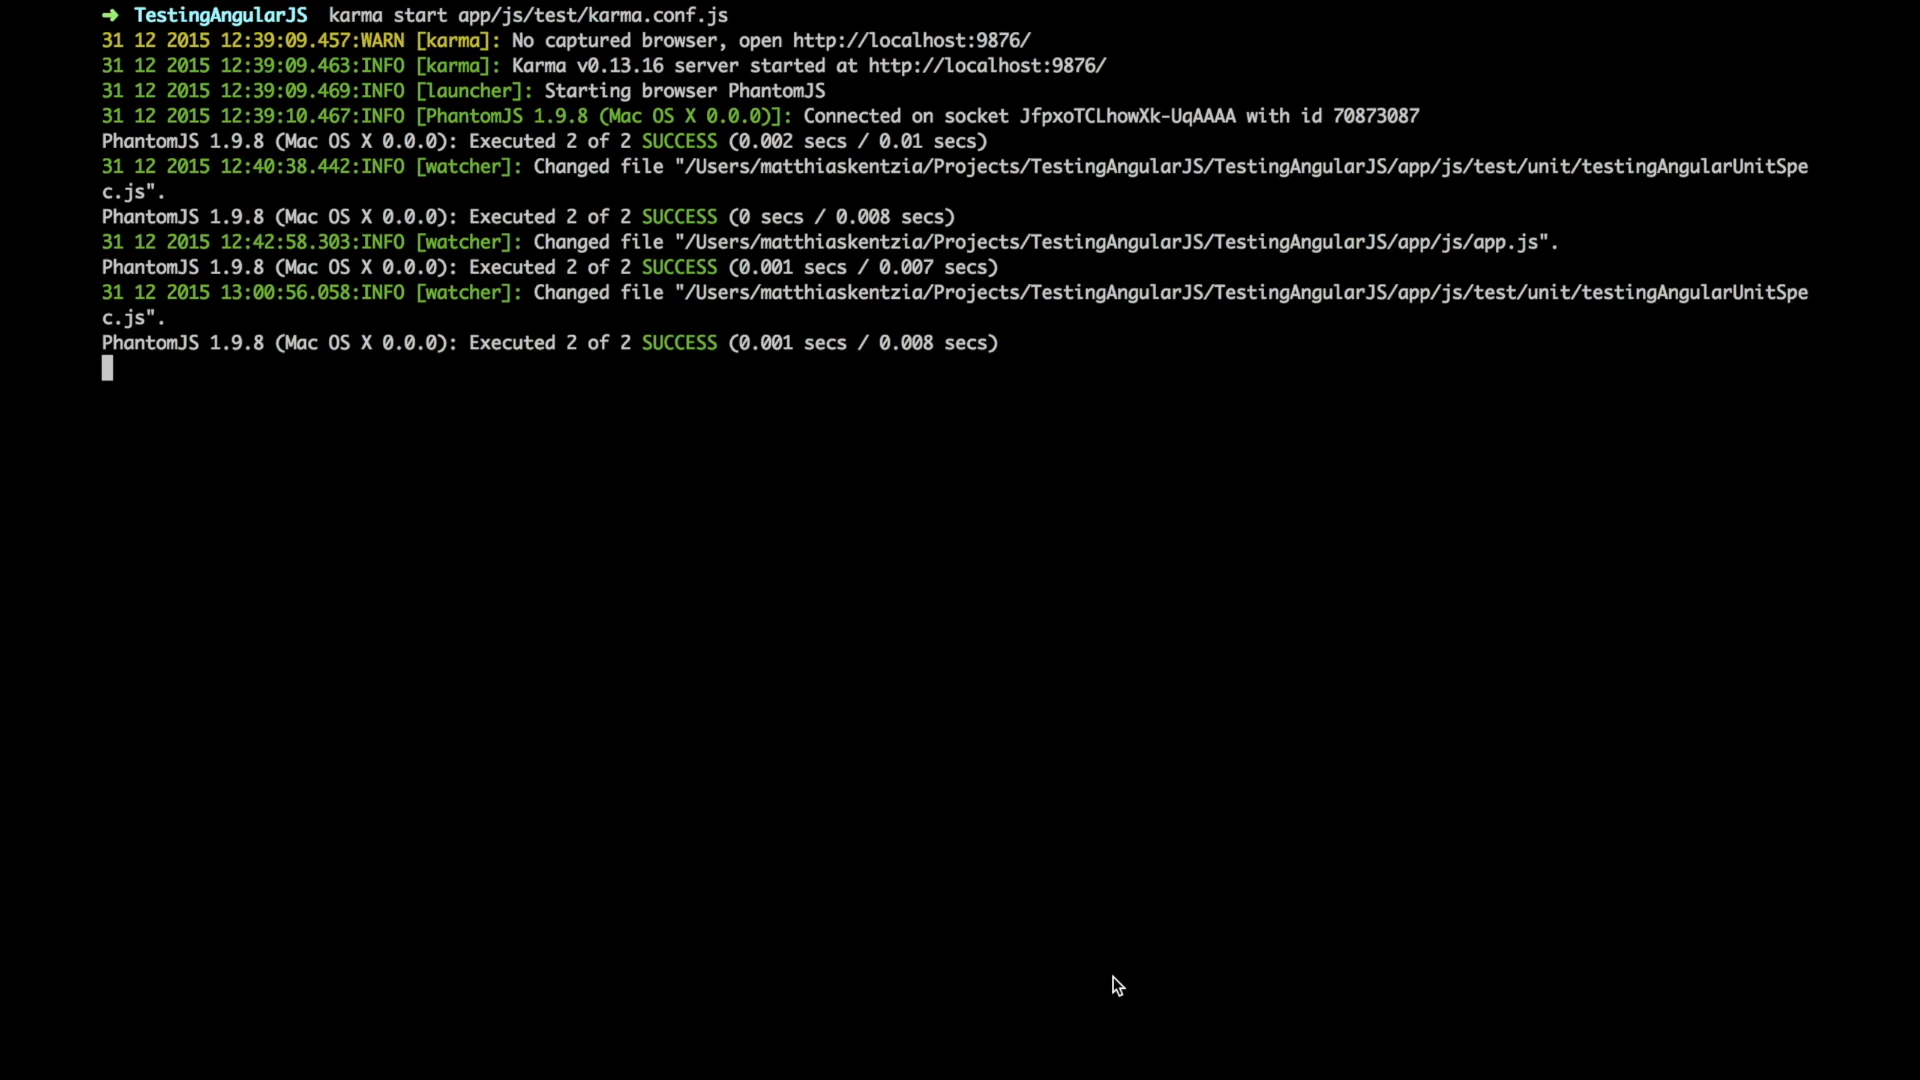 ➜ TestingAngularJS karma start app/js/test/karma.conf.js
31 12 2015 12:39:09.457:WARN [karma]: No captured browser, open http://localhost:9876/
31 12 2015 12:39:09.463:INFO [karma]: Karma v0.13.16 server started at http://localhost:9876/
31 12 2015 12:39:09.469:INFO [launcher]: Starting browser PhantomJS
31 12 2015 12:39:10.467:INFO [PhantomJS 1.9.8 (Mac OS X 0.0.0)]: Connected on socket JfpxoTCLhowXk-UqAAAA with id 70873087
PhantomJS 1.9.8 (Mac OS X 0.0.0): Executed 2 of 2 SUCCESS (0.002 secs / 0.01 secs)
31 12 2015 12:40:38.442:INFO [watcher]: Changed file "/Users/matthiaskentzia/Projects/TestingAngularJS/TestingAngularJS/app/js/test/unit/testingAngularUnitSpe
c.js".
PhantomJS 1.9.8 (Mac OS X 0.0.0): Executed 2 of 2 SUCCESS (0 secs / 0.008 secs)
31 12 2015 12:42:58.303:INFO [watcher]: Changed file "/Users/matthiaskentzia/Projects/TestingAngularJS/TestingAngularJS/app/js/app.js".
PhantomJS 1.9.8 (Mac OS X 0.0.0): Executed 2 of 2 SUCCESS (0.001 secs / 0.007 secs)
31 12 2015 13:00:56.058:INFO [watcher]: Changed file "/Users/matthiaskentzia/Projects/TestingAngularJS/TestingAngularJS/app/js/test/unit/testingAngularUnitSpe
c.js".
PhantomJS 1.9.8 (Mac OS X 0.0.0): Executed 2 of 2 SUCCESS (0.001 secs / 0.008 secs)